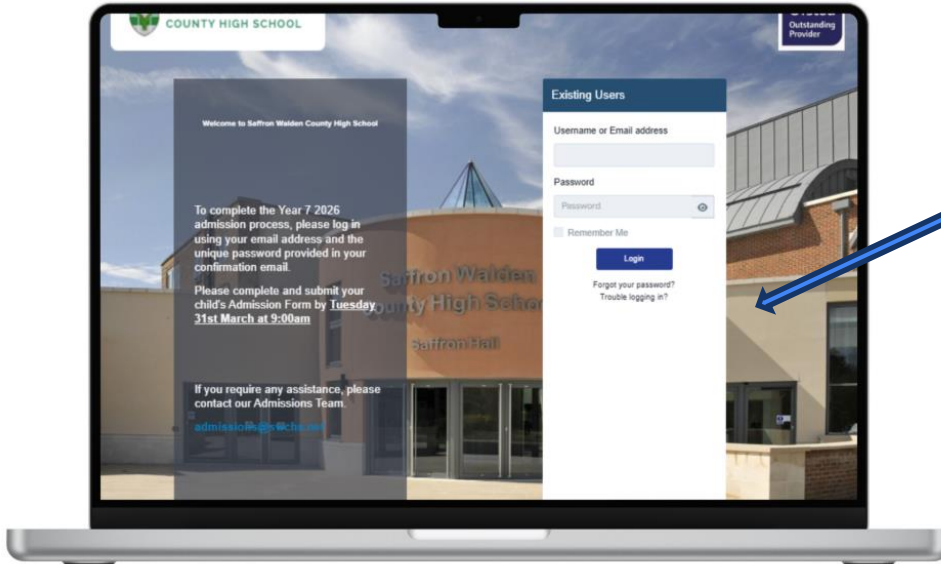 COUNTY HIGH SCHOOL
Outstanding
Provider
Welcome to Saffron Walden County High School
To complete the Year 7 2026
admission process, please log in
using your email address and the
unique password provided in your
confirmation email.
Please complete and submit your
child's Admission Form by Tuesday
31st March at 9:00am
If you require any assistance, please
contact our Admissions Team.
admissions@swchs.net
Existing Users
Username or Email address
Password
Password
Remember Me
Login
Forgot your password?
Trouble logging in?
Saffron Walden
County High School
Saffron Hall